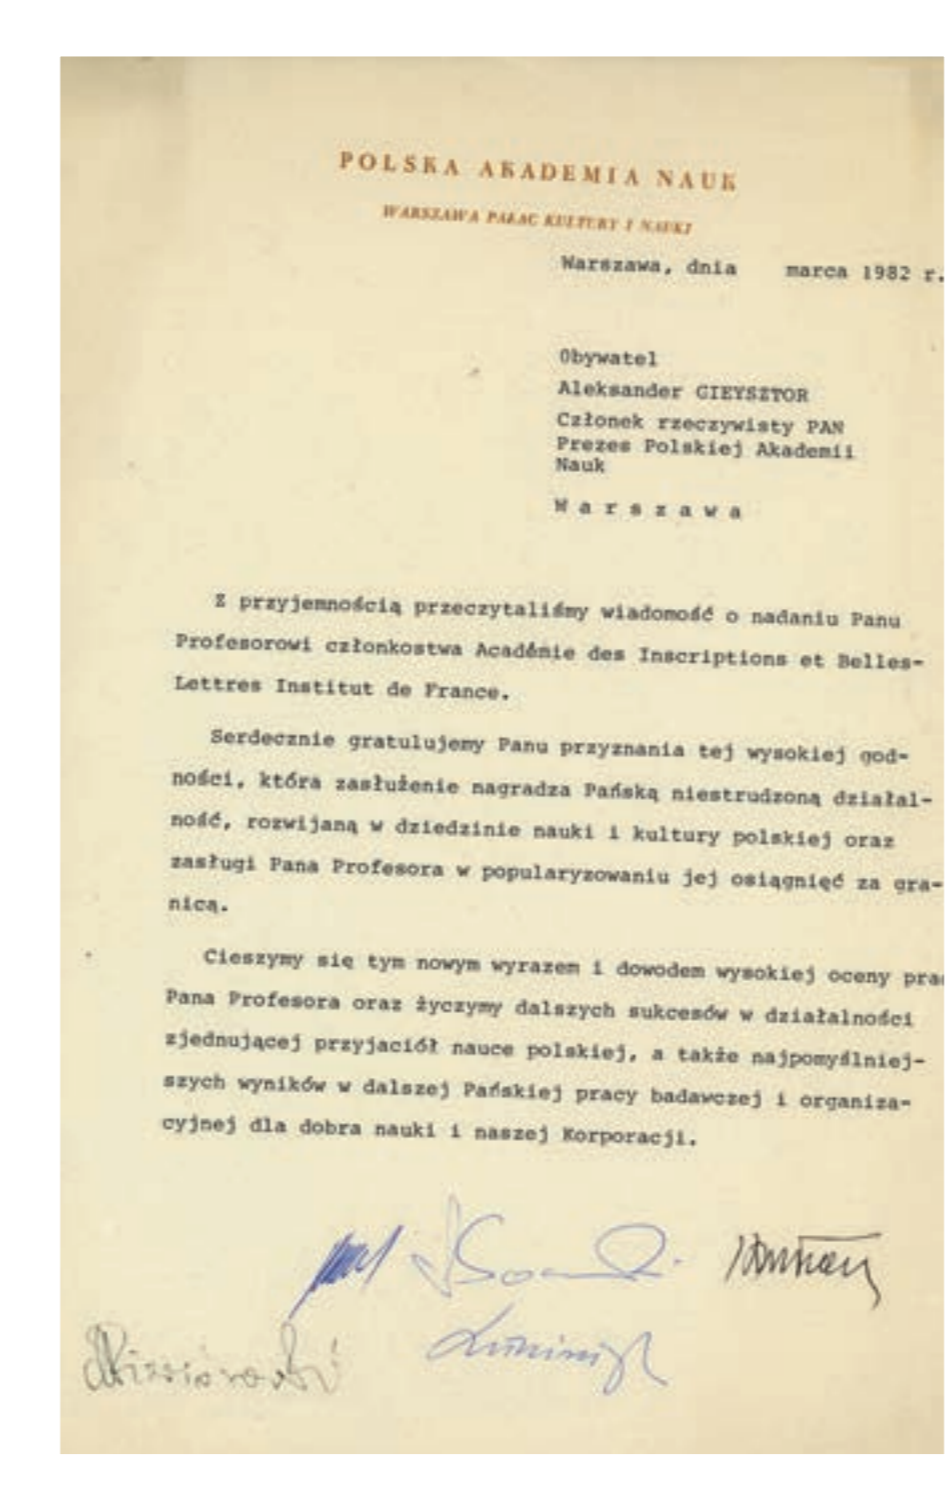 POLSKA AKADEMIA NAUK
WARSZAWA PAŁAC KULTURY I NAUKI
Warszawa, dnia marca 1982 r.
Obywatel
Aleksander GIEYSZTOR
Członek rzeczywisty PAN
Prezes Polskiej Akademii
Nauk
W a r s z a w a
Z przyjemnością przeczytaliśmy wiadomość o nadaniu Panu
Profesorowi członkostwa Académie des Inscriptions et Belles-
Lettres Institut de France.
Serdecznie gratulujemy Panu przyznania tej wysokiej god-
ności, która zasłużenie nagradza Pańską niestrudzoną działal-
ność, rozwijaną w dziedzinie nauki i kultury polskiej oraz
zasługi Pana Profesora w popularyzowaniu jej osiągnięć za gra-
nicą.
Cieszymy się tym nowym wyrazem i dowodem wysokiej oceny
Pana Profesora oraz życzymy dalszych sukcesów w działalności
zjednującej przyjaciół nauce polskiej, a także najpomyślniej-
szych wyników w dalszej Pańskiej pracy badawczej i organiza-
cyjnej dla dobra nauki i naszej Korporacji.